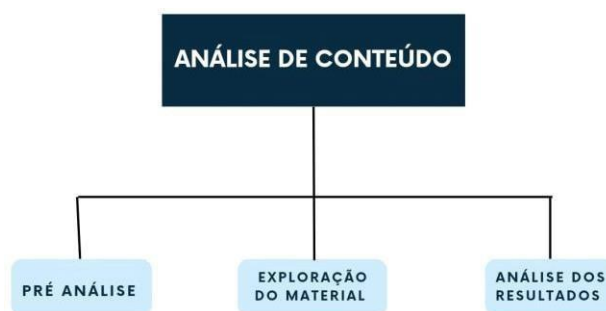 ANÁLISE DE CONTEÚDO
PRÉ ANÁLISE
EXPLORAÇÃO
DO MATERIAL
ANÁLISE DOS
RESULTADOS